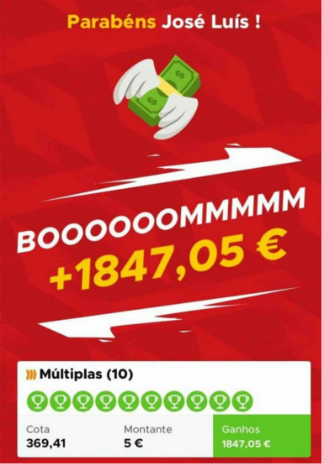 Parabéns José Luís !
BOOOOOOMMMMM
+1847,05 €
Múltiplas (10)
Cota Montante Ganhos
369,41 5 € 1847,05 €